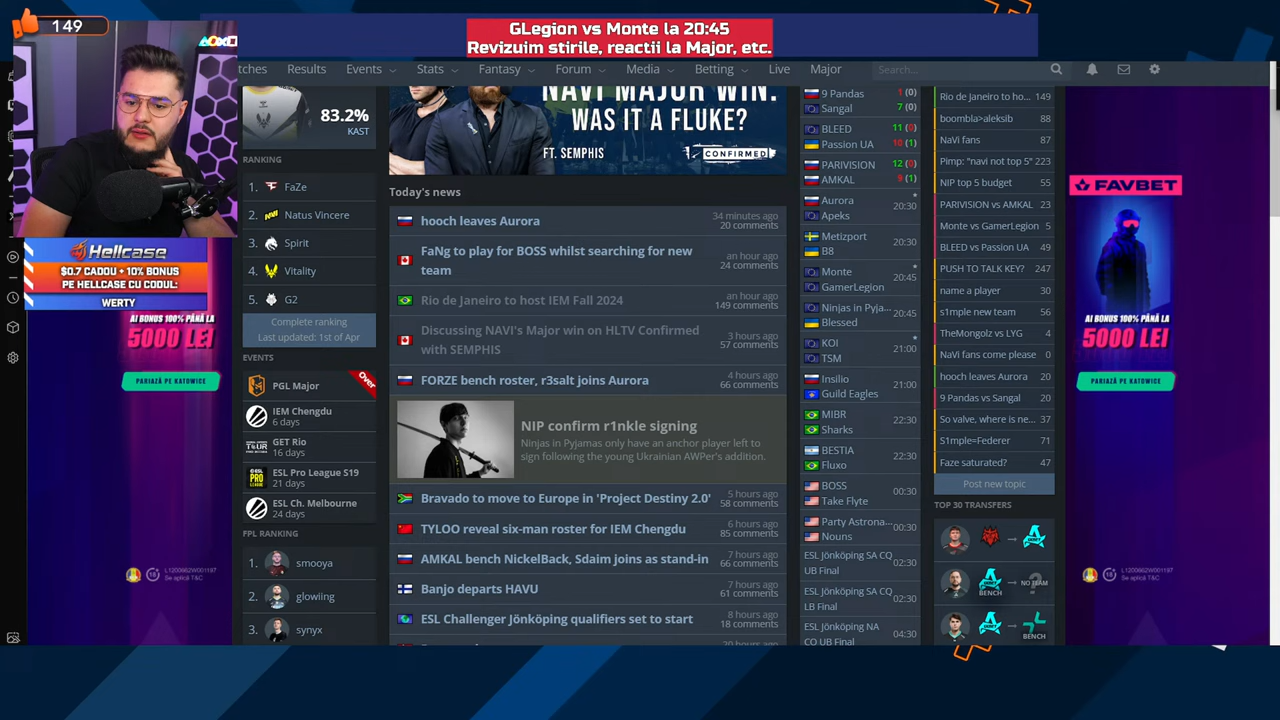 149
GLegion vs Monte la 20:45
Revizuim stirile, reactii la Major, etc.
tches
Results
Events
Stats
Fantasy
Forum
Media
Betting
Live
Major
Search...
Hellcase
$0.7 CADOU + 10% BONUS
PE HELLCASE CU CODUL:
WERTY
AI BONUS 100% PÂNĂ LA
5000 LEI
PARIAZĂ PE KATOWICE
L1200662W001197
Se aplică T&C
83.2%
KAST
RANKING
1. FaZe
2. Natus Vincere
3. Spirit
4. Vitality
5. G2
Complete ranking
Last updated: 1st of Apr
EVENTS
PGL Major
Over
IEM Chengdu
6 days
GET Rio
16 days
ESL Pro League S19
21 days
ESL Ch. Melbourne
24 days
FPL RANKING
1. smooya
2. glowiing
3. synyx
NAVI MAJOR WIN:
WAS IT A FLUKE?
FT. SEMPHIS
CONFIRMED
Today's news
hooch leaves Aurora
34 minutes ago
20 comments
FaNg to play for BOSS whilst searching for new
team
an hour ago
24 comments
Rio de Janeiro to host IEM Fall 2024
an hour ago
149 comments
Discussing NAVI's Major win on HLTV Confirmed
with SEMPHIS
3 hours ago
57 comments
FORZE bench roster, r3salt joins Aurora
4 hours ago
66 comments
NIP confirm r1nkle signing
Ninjas in Pyjamas only have an anchor player left to
sign following the young Ukrainian AWPer's addition.
Bravado to move to Europe in 'Project Destiny 2.0'
5 hours ago
58 comments
TYLOO reveal six-man roster for IEM Chengdu
6 hours ago
85 comments
AMKAL bench NickelBack, Sdaim joins as stand-in
7 hours ago
66 comments
Banjo departs HAVU
7 hours ago
61 comments
ESL Challenger Jönköping qualifiers set to start
8 hours ago
18 comments
9 Pandas 1 (0)
Sangal 7 (0)
BLEED 11 (0)
Passion UA 10 (1)
PARIVISION 12 (0)
AMKAL 9 (1)
Aurora
Apeks
20:30
Metizport
B8
20:30
Monte
GamerLegion
20:45
Ninjas in Pyja...
Blessed
20:45
KOI
TSM
21:00
Insilio
Guild Eagles
21:00
MIBR
Sharks
22:30
BESTIA
Fluxo
22:30
BOSS
Take Flyte
00:30
Party Astrona...
Nouns
00:30
ESL Jönköping SA CQ
UB Final
02:30
ESL Jönköping SA CQ
LB Final
02:30
ESL Jönköping NA
CQ UB Final
04:30
Rio de Janeiro to ho... 149
boombla>aleksib 88
NaVi fans 87
Pimp: "navi not top 5" 223
NIP top 5 budget 55
PARIVISION vs AMKAL 23
Monte vs GamerLegion 5
BLEED vs Passion UA 49
PUSH TO TALK KEY? 247
name a player 30
s1mple new team 56
TheMongolz vs LYG 4
NaVi fans come please 0
hooch leaves Aurora 20
9 Pandas vs Sangal 20
So valve, where is ne... 37
S1mple=Federer 71
Faze saturated? 47
Post new topic
TOP 30 TRANSFERS
BENCH
NO TEAM
BENCH
FAVBET
AI BONUS 100% PÂNĂ LA
5000 LEI
PARIAZĂ PE KATOWICE
L1200662W001197
Se aplică T&C